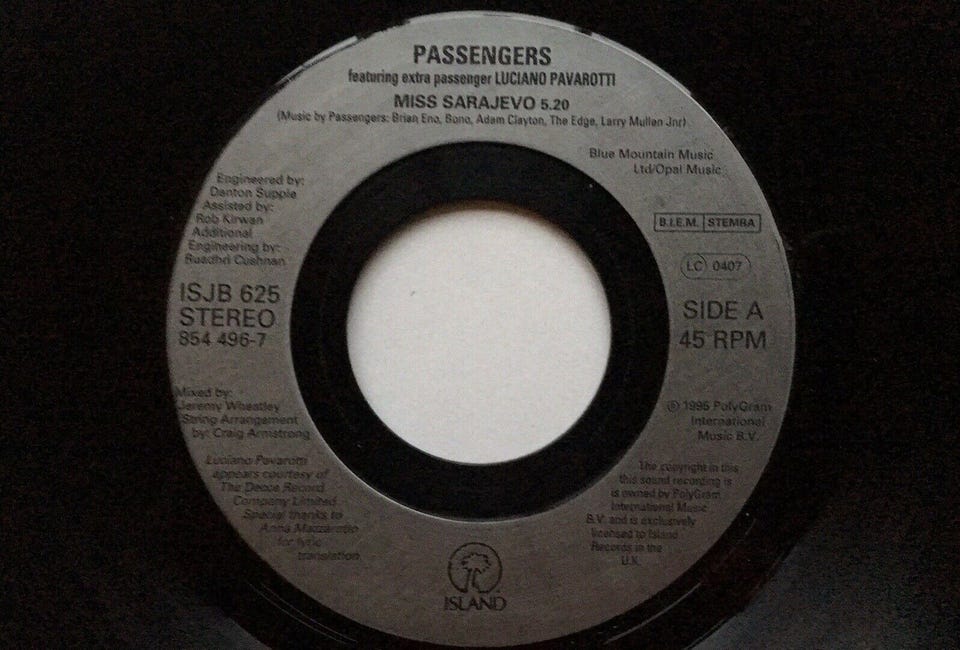 PASSENGERS
featuring extra passenger LUCIANO PAVAROTTI
MISS SARAJEVO 5.20
(Music by Passengers: Brian Eno, Bono, Adam Clayton, The Edge, Larry Mullen Jnr)
Blue Mountain Music
Ltd/Opal Music
Engineered by:
Danton Supple
Assisted by:
Rob Kirwan
Additional
Engineering by:
Ruadhri Cushnan
B.I.E.M. STEMRA
LC 0407
ISJB 625
STEREO
854 496-7
SIDE A
45 RPM
Mixed by:
Jeremy Wheatley
String Arrangement
by: Craig Armstrong
℗ 1995 PolyGram
International
Music B.V.
Luciano Pavarotti
appears courtesy of
The Decca Record
Company Limited
Special thanks to
Anna
for lyric
translation
The copyright in this
this sound recording is
is owned by PolyGram
International Music
B.V. and is exclusively
licensed to Island
Records in the
U.K.
ISLAND